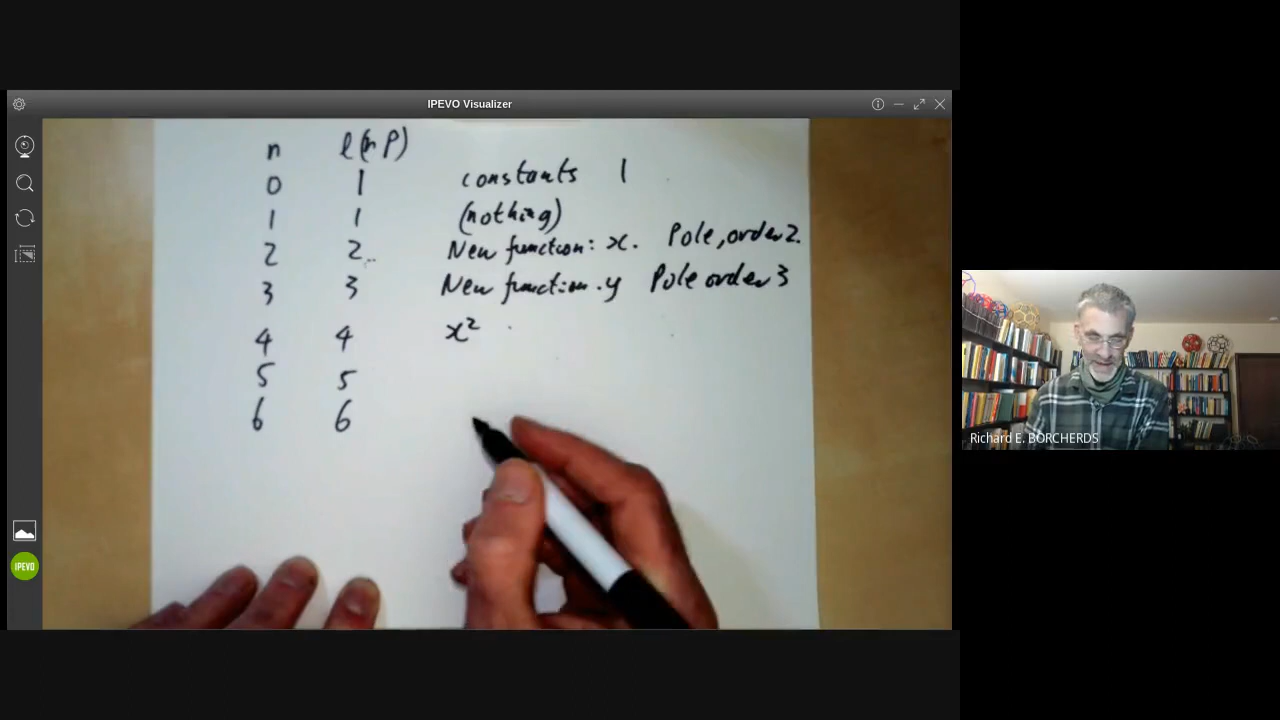 IPEVO Visualizer
n l(nP)
0 1 constants 1
1 1 (nothing)
2 2 New function: x. Pole, order 2.
3 3 New function. y Pole order 3
4 4 x²
5 5
6 6
IPEVO
Richard E. BORCHERDS